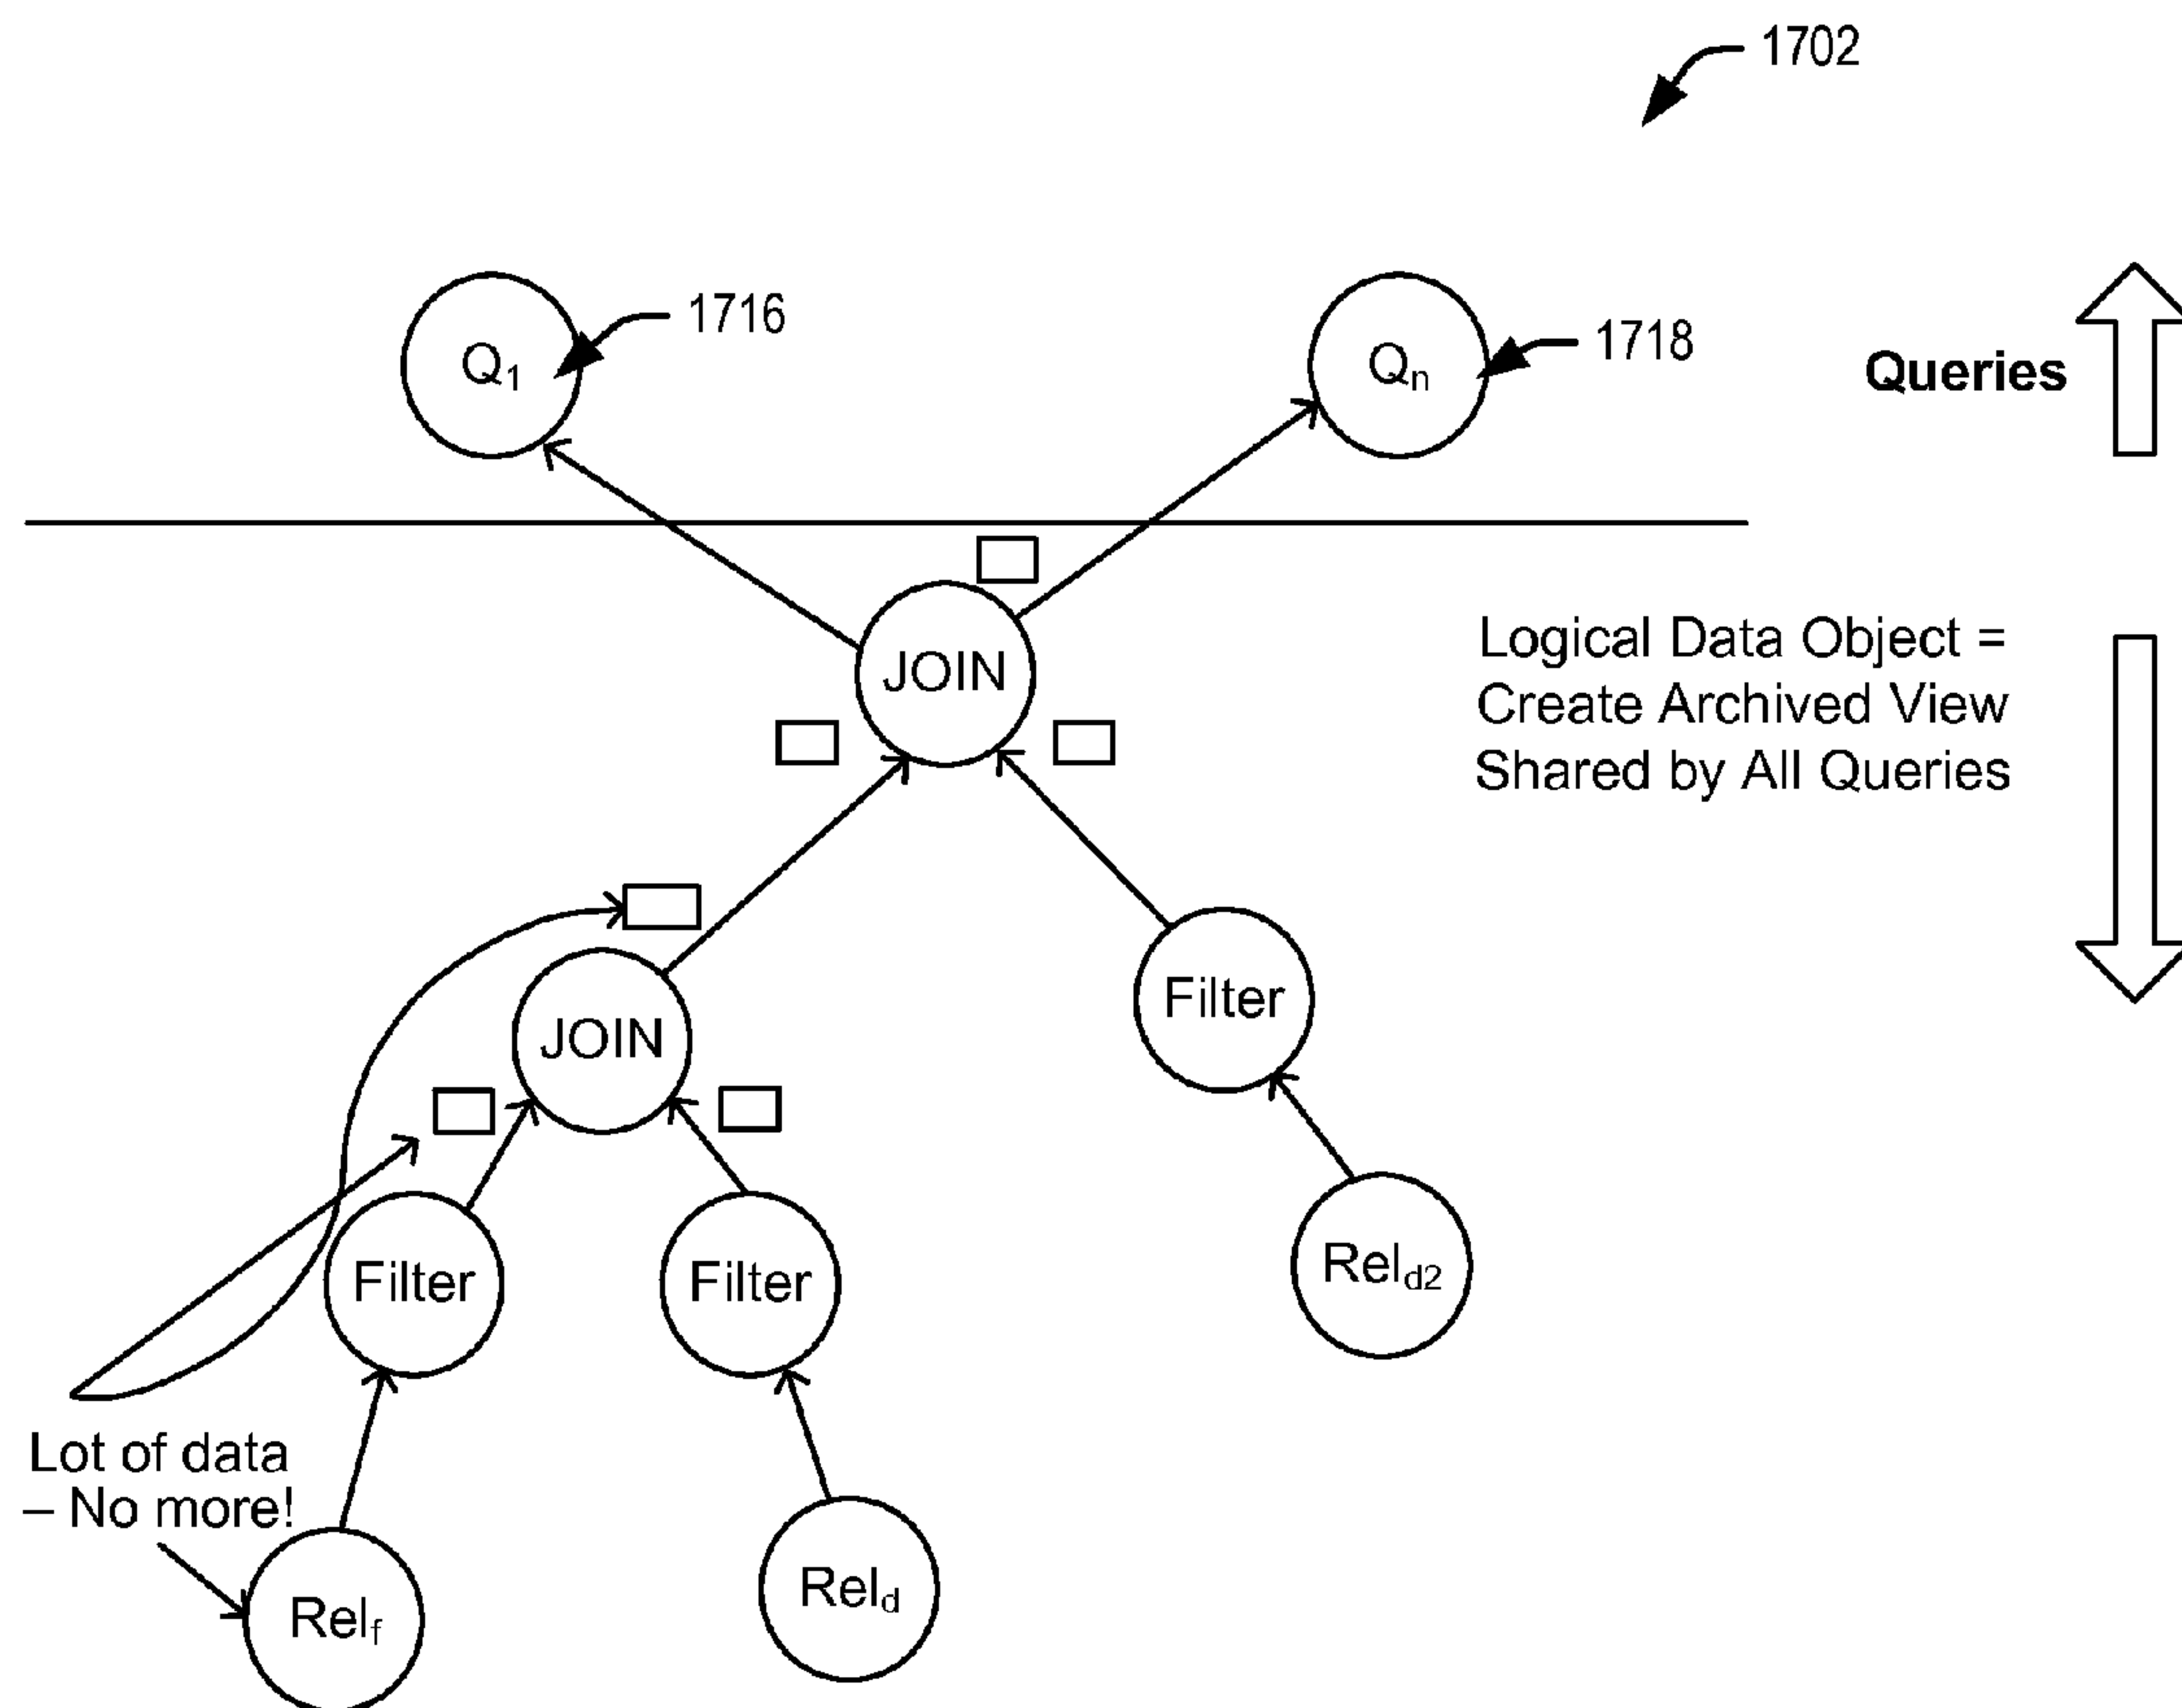 1702
Q1
1716
Qn
1718
Queries
JOIN
Logical Data Object =
Create Archived View
Shared by All Queries
JOIN
Filter
Filter
Filter
Reld2
Lot of data
– No more!
Relf
Reld